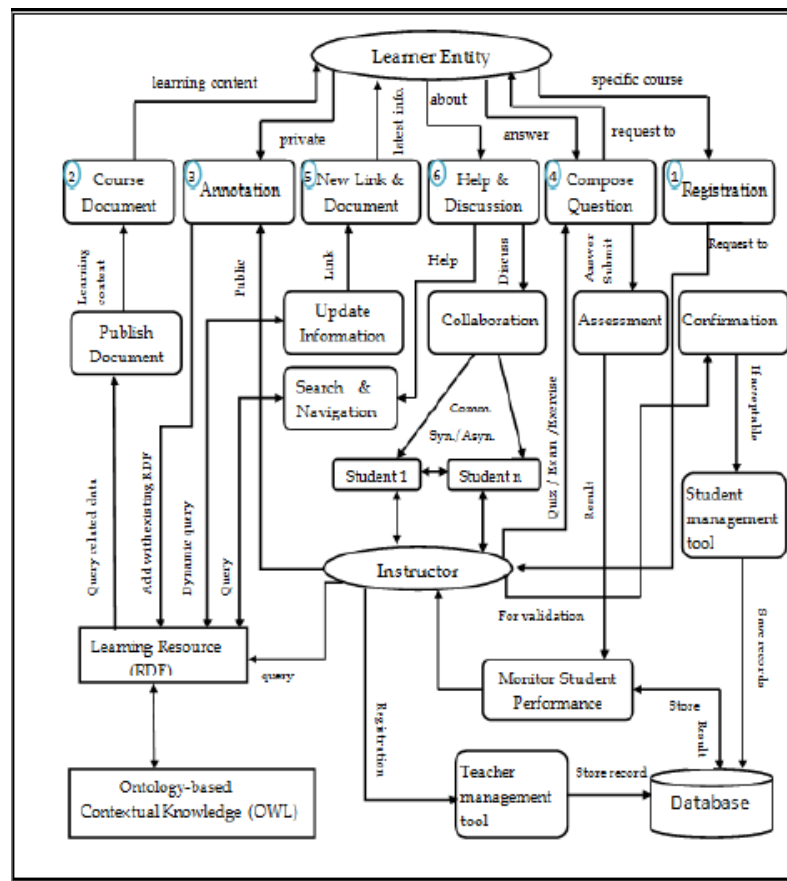 Learner Entity
learning content
specific course
private
latest info.
about
answer
request to
2
Course
Document
3
Annotation
5
New Link &
Document
6
Help &
Discussion
4
Compose
Question
1
Registration
Learning
context
Public
Link
Help
Discuss
Answer
Submit
Request to
Publish
Document
Update
Information
Collaboration
Assessment
Confirmation
Search &
Navigation
Comm.
Syn./ Asyn.
Student 1
Student n
Quiz / Exam /Exercise
Result
If acceptable
Student
management
tool
Query related data
Add with existing RDF
Dynamic query
Query
Instructor
For validation
Store records
Learning Resource
(RDF)
query
Registration
Monitor Student
Performance
Store
Result
Ontology-based
Contextual Knowledge (OWL)
Teacher
management
tool
Store record
Database